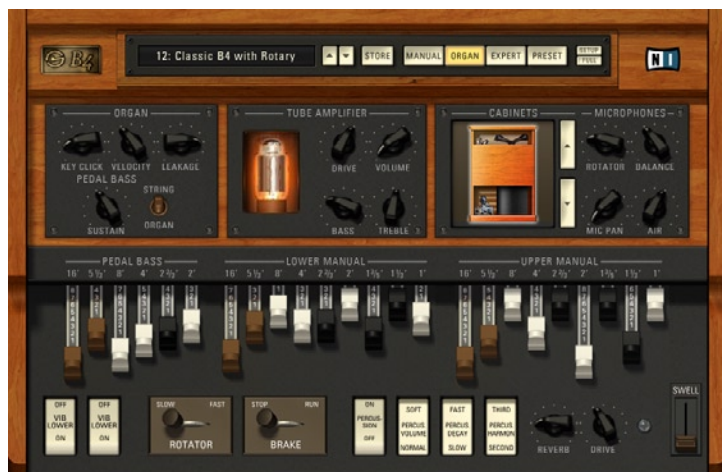 B4
12: Classic B4 with Rotary
STORE
MANUAL ORGAN EXPERT PRESET
SETUP
FULL
NI
ORGAN
KEY CLICK VELOCITY LEAKAGE
PEDAL BASS
STRING
SUSTAIN
ORGAN
TUBE AMPLIFIER
DRIVE VOLUME
BASS TREBLE
CABINETS
MICROPHONES
ROTATOR BALANCE
MIC PAN AIR
PEDAL BASS
16' 5⅓' 8' 4' 2⅔' 2'
LOWER MANUAL
16' 5⅓' 8' 4' 2⅔' 2' 1⅗' 1⅓' 1'
UPPER MANUAL
16' 5⅓' 8' 4' 2⅔' 2' 1⅗' 1⅓' 1'
OFF
VIB
LOWER
ON
OFF
VIB
LOWER
ON
SLOW FAST
ROTATOR
STOP RUN
BRAKE
ON
PERCUS-
SION
OFF
SOFT
PERCUS
VOLUME
NORMAL
FAST
PERCUS
DECAY
SLOW
THIRD
PERCUS
HARMON
SECOND
REVERB
DRIVE
SWELL